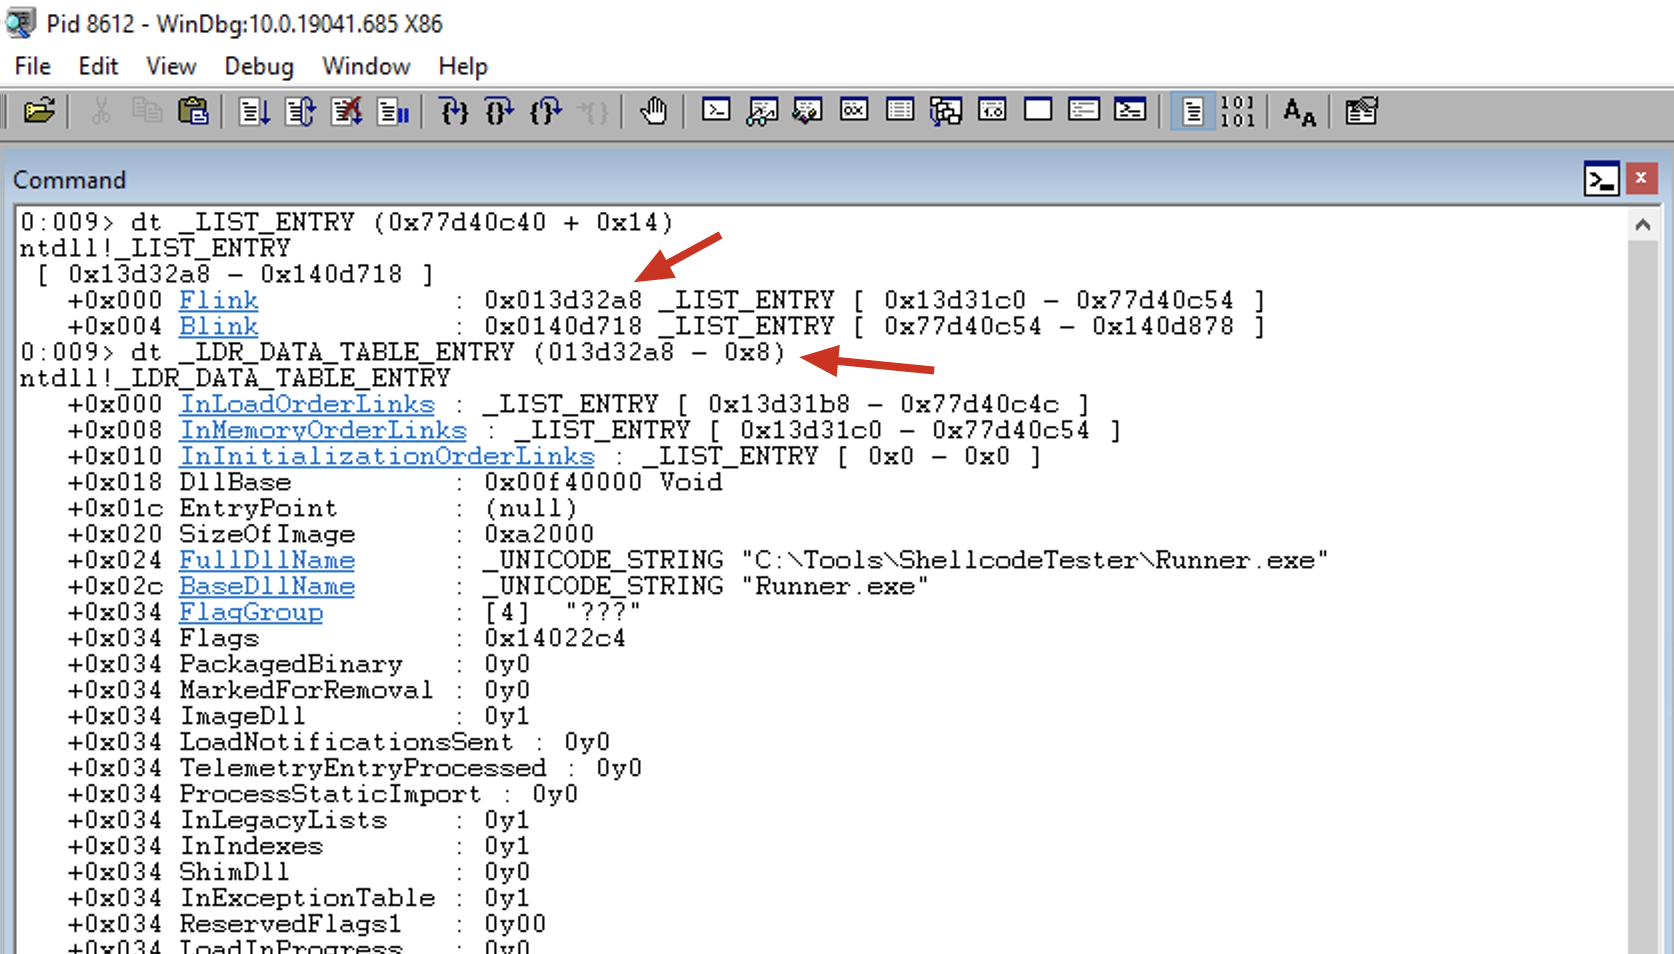 Pid 8612 - WinDbg:10.0.19041.685 X86
File Edit View Debug Window Help
101
101
Command
0:009> dt _LIST_ENTRY (0x77d40c40 + 0x14)
ntdll!_LIST_ENTRY
[ 0x13d32a8 - 0x140d718 ]
+0x000 Flink : 0x013d32a8 _LIST_ENTRY [ 0x13d31c0 - 0x77d40c54 ]
+0x004 Blink : 0x0140d718 _LIST_ENTRY [ 0x77d40c54 - 0x140d878 ]
0:009> dt _LDR_DATA_TABLE_ENTRY (013d32a8 - 0x8)
ntdll!_LDR_DATA_TABLE_ENTRY
+0x000 InLoadOrderLinks : _LIST_ENTRY [ 0x13d31b8 - 0x77d40c4c ]
+0x008 InMemoryOrderLinks : _LIST_ENTRY [ 0x13d31c0 - 0x77d40c54 ]
+0x010 InInitializationOrderLinks : _LIST_ENTRY [ 0x0 - 0x0 ]
+0x018 DllBase : 0x00f40000 Void
+0x01c EntryPoint : (null)
+0x020 SizeOfImage : 0xa2000
+0x024 FullDllName : _UNICODE_STRING "C:\Tools\ShellcodeTester\Runner.exe"
+0x02c BaseDllName : _UNICODE_STRING "Runner.exe"
+0x034 FlagGroup : [4] "???"
+0x034 Flags : 0x14022c4
+0x034 PackagedBinary : 0y0
+0x034 MarkedForRemoval : 0y0
+0x034 ImageDll : 0y1
+0x034 LoadNotificationsSent : 0y0
+0x034 TelemetryEntryProcessed : 0y0
+0x034 ProcessStaticImport : 0y0
+0x034 InLegacyLists : 0y1
+0x034 InIndexes : 0y1
+0x034 ShimDll : 0y0
+0x034 InExceptionTable : 0y1
+0x034 ReservedFlags1 : 0y00
+0x034 LoadInProgress : 0y0